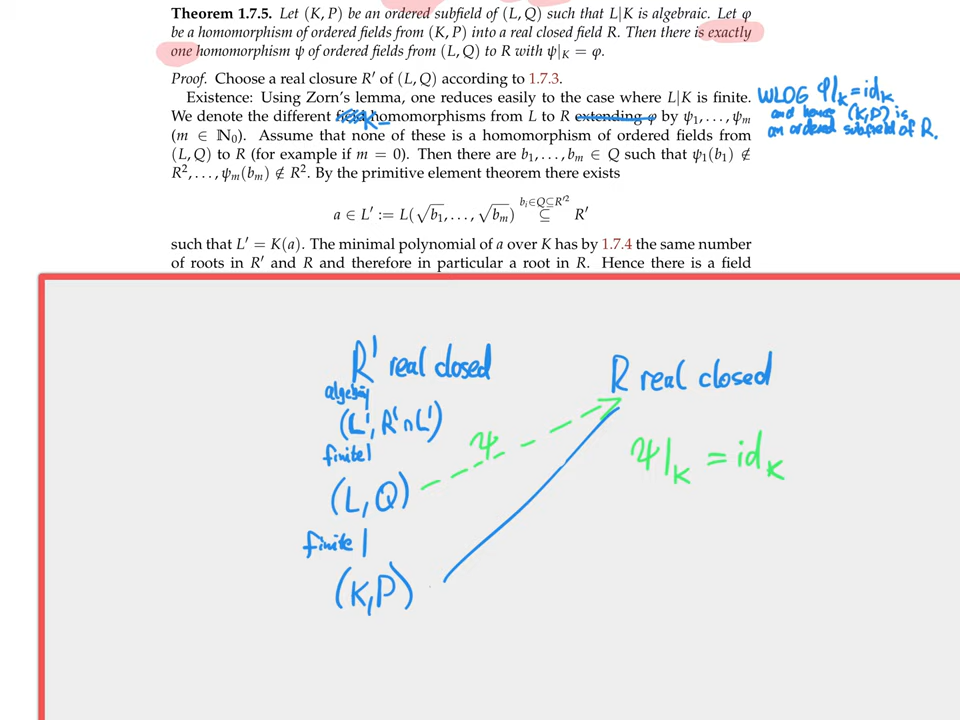 Theorem 1.7.5. Let (K, P) be an ordered subfield of (L, Q) such that L|K is algebraic. Let φ
be a homomorphism of ordered fields from (K, P) into a real closed field R. Then there is exactly
one homomorphism ψ of ordered fields from (L, Q) to R with ψ|_K = φ.
Proof. Choose a real closure R′ of (L, Q) according to 1.7.3.
Existence: Using Zorn's lemma, one reduces easily to the case where L|K is finite.
We denote the different K-homomorphisms from L to R extending φ by ψ₁, . . . , ψₘ
(m ∈ ℕ₀). Assume that none of these is a homomorphism of ordered fields from
(L, Q) to R (for example if m = 0). Then there are b₁, . . . , bₘ ∈ Q such that ψ₁(b₁) ∉
R², . . . , ψₘ(bₘ) ∉ R². By the primitive element theorem there exists
a ∈ L′ := L(√b₁, . . . , √bₘ) ⊆ R′
bᵢ∈Q⊆R′²
such that L′ = K(a). The minimal polynomial of a over K has by 1.7.4 the same number
of roots in R′ and R and therefore in particular a root in R. Hence there is a field
WLOG φ|_K = id_K
and hence (K,P) is
an ordered subfield of R.
R′ real closed
algebraic |
(L′, R′² ∩ L′)
finite |
(L, Q)
finite |
(K, P)
ψ
R real closed
ψ|_K = id_K